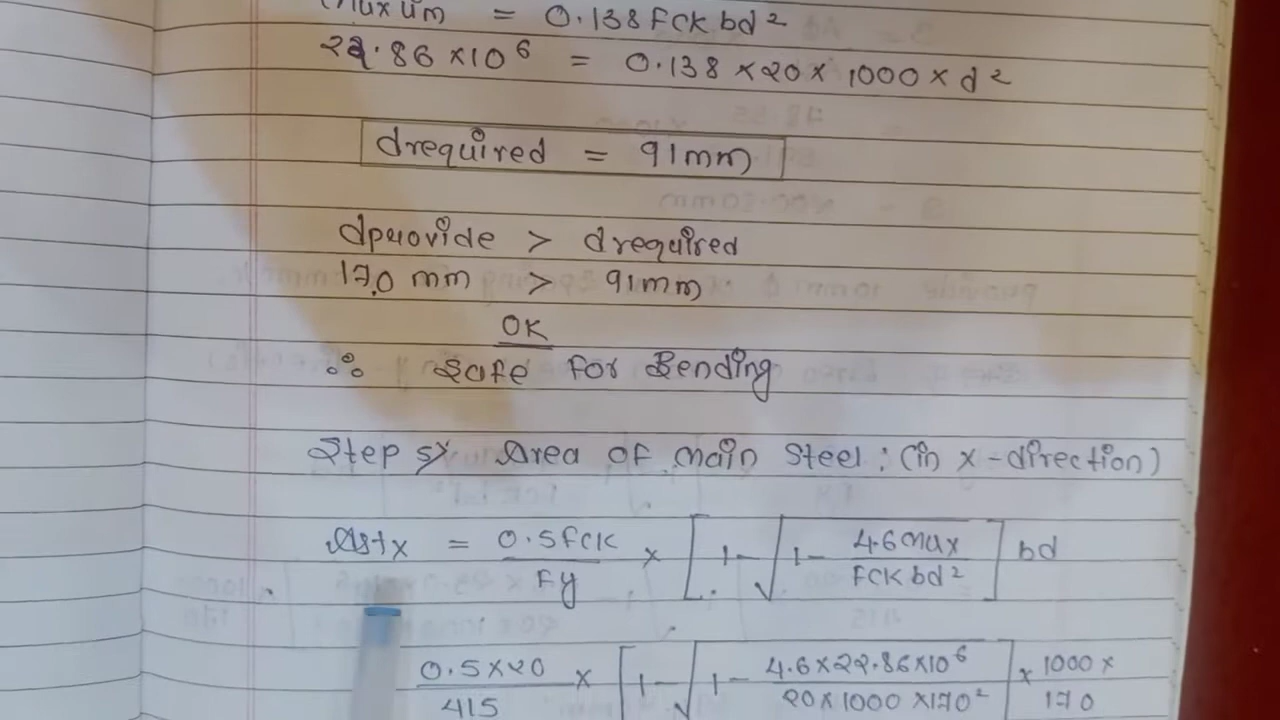 (Muxlim = 0.138 fck bd²
22.86 × 10⁶ = 0.138 × 20 × 1000 × d²
drequired = 91mm
dprovide > drequired
170 mm > 91mm
OK
∴ Safe for Bending
Step 5) Area of main Steel : (in x-direction)
Astx = 0.5fck / Fy × [1 - √(1 - 4.6 Mux / Fck bd²)] bd
0.5×20 / 415 × [1 - √(1 - 4.6×22.86×10⁶ / 20×1000×170²)] × 1000 × 170